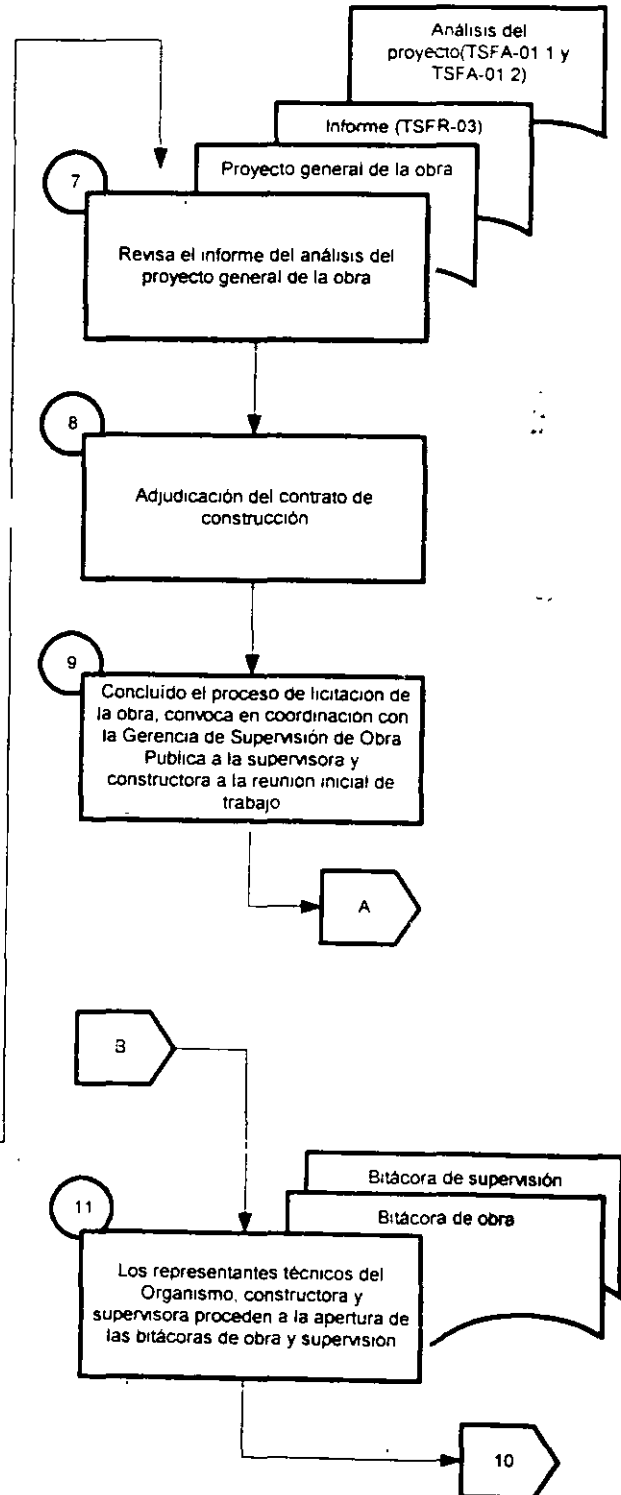 Análisis del
proyecto(TSFA-01 1 y
TSFA-01 2)
Informe (TSFR-03)
Proyecto general de la obra
7
Revisa el informe del análisis del
proyecto general de la obra
8
Adjudicación del contrato de
construcción
9
Concluído el proceso de licitacion de
la obra, convoca en coordinación con
la Gerencia de Supervisión de Obra
Publica a la supervisora y
constructora a la reunion inicial de
trabajo
A
B
Bitácora de supervisión
Bitácora de obra
11
Los representantes técnicos del
Organismo, constructora y
supervisora proceden a la apertura de
las bitácoras de obra y supervisión
10